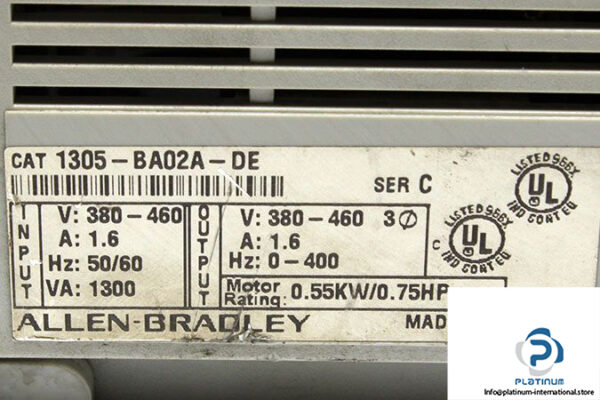 CAT 1305-BA02A-DE
SER C
LISTED 966X
UL
IND CONT EQ
LISTED 966X
C UL
IND CONT EQ
INPUT
V: 380-460
A: 1.6
Hz: 50/60
VA: 1300
OUTPUT
V: 380-460 3Ø
A: 1.6
Hz: 0-400
Motor Rating: 0.55KW/0.75HP
ALLEN-BRADLEY
MAD
PLATINUM
Info@platinum-international.store